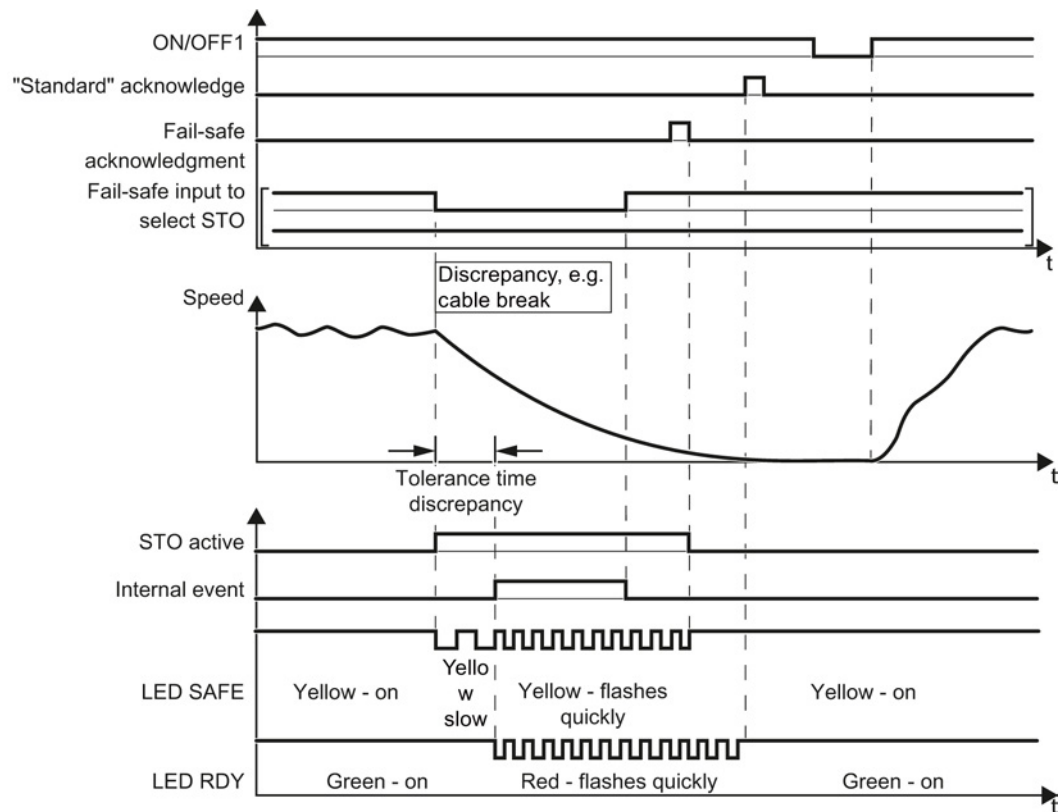 ON/OFF1
"Standard" acknowledge
Fail-safe
acknowledgment
Fail-safe input to
select STO
t
Discrepancy, e.g.
cable break
Speed
Tolerance time
discrepancy
t
STO active
Internal event
LED SAFE
Yellow - on
Yello
w
slow
Yellow - flashes
quickly
Yellow - on
LED RDY
Green - on
Red - flashes quickly
Green - on
t